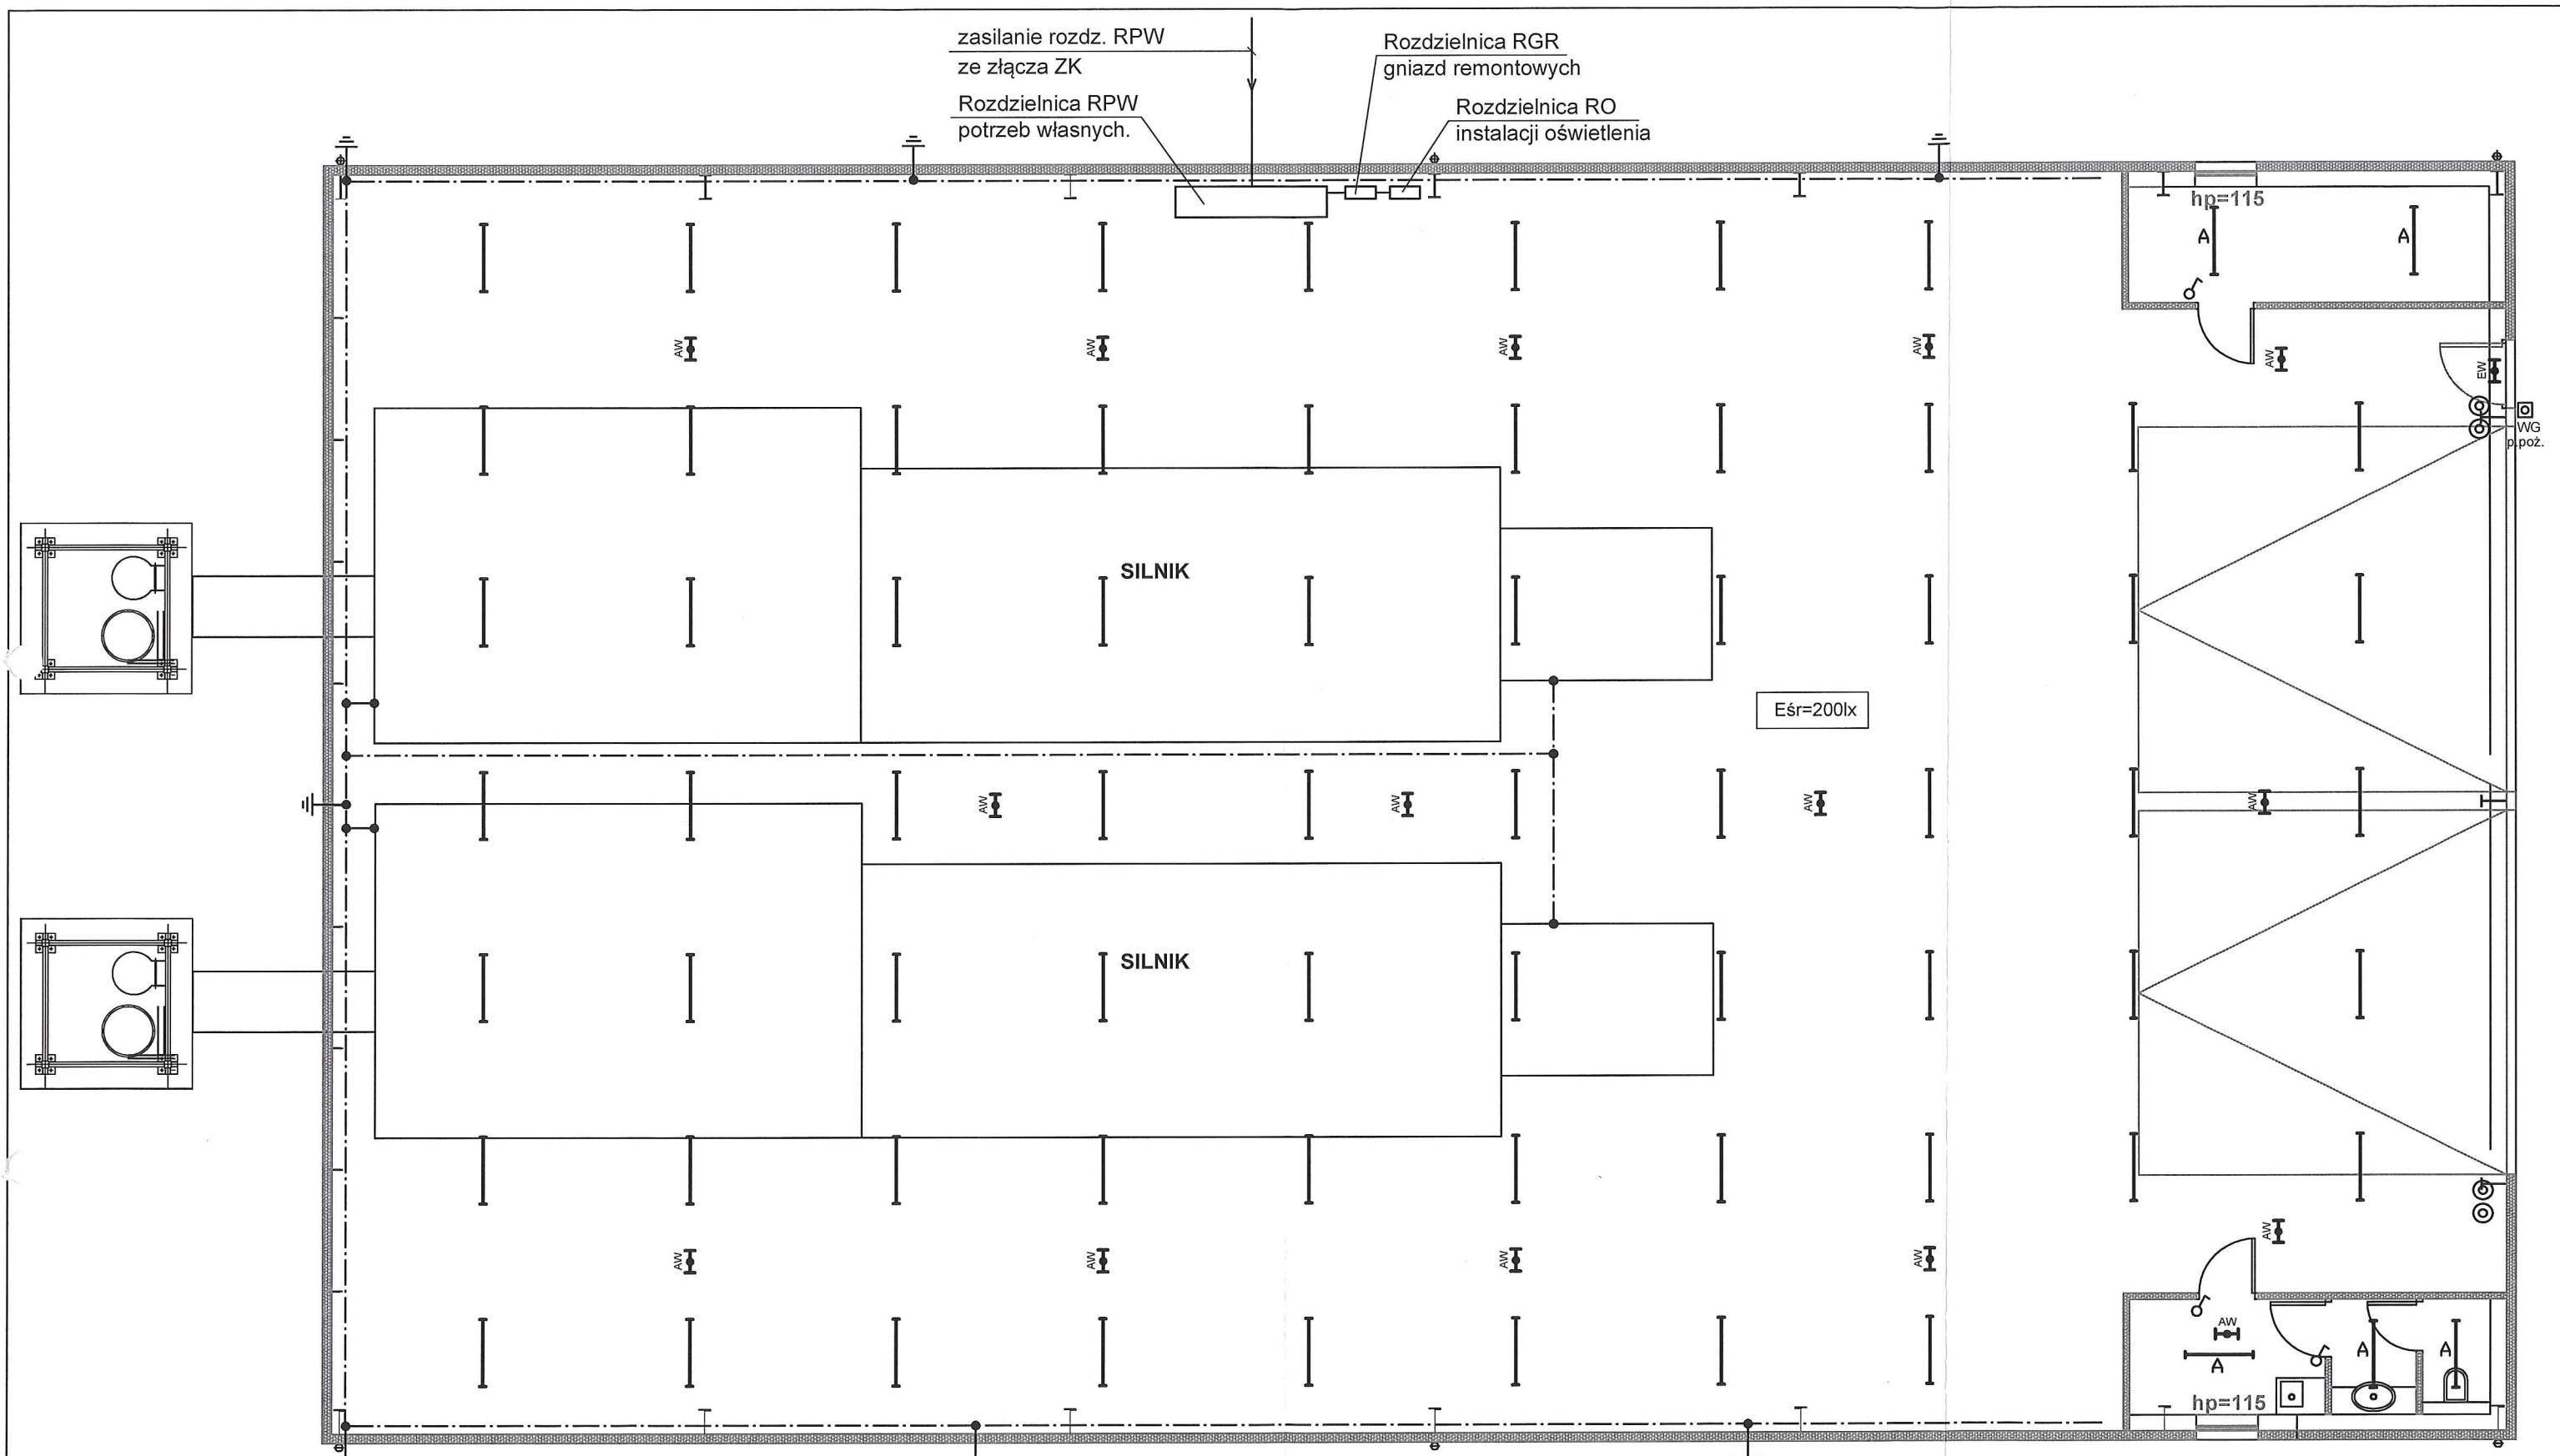 zasilanie rozdz. RPW
ze złącza ZK
Rozdzielnica RGR
gniazd remontowych
Rozdzielnica RPW
potrzeb własnych.
Rozdzielnica RO
instalacji oświetlenia
hp=115
A
A
AW
AW
AW
AW
AW
EW
WG
p.poż.
SILNIK
Eśr=200lx
AW
AW
AW
AW
SILNIK
AW
AW
AW
AW
AW
AW
A
A
A
hp=115